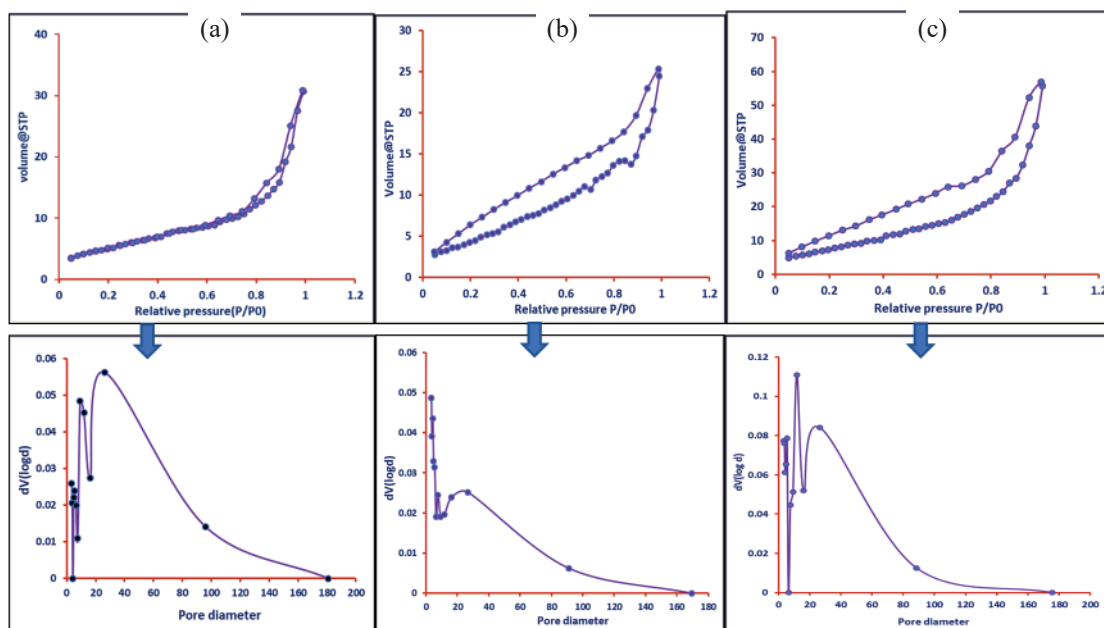 (a)
(b)
(c)
volume@STP
40
30
20
10
0
0 0.2 0.4 0.6 0.8 1 1.2
Relative pressure(P/P0)
Volume@STP
30
25
20
15
10
5
0
0 0.2 0.4 0.6 0.8 1 1.2
Relative pressure P/P0
Volume@STP
70
60
50
40
30
20
10
0
0 0.2 0.4 0.6 0.8 1 1.2
Relative pressure P/P0
dV(logd)
0.06
0.05
0.04
0.03
0.02
0.01
0
0 20 40 60 80 100 120 140 160 180 200
Pore diameter
dV(logd)
0.06
0.05
0.04
0.03
0.02
0.01
0
0 20 40 60 80 100 120 140 160 180
Pore diameter
dV(log d)
0.12
0.1
0.08
0.06
0.04
0.02
0
0 20 40 60 80 100 120 140 160 180 200
Pore diameter